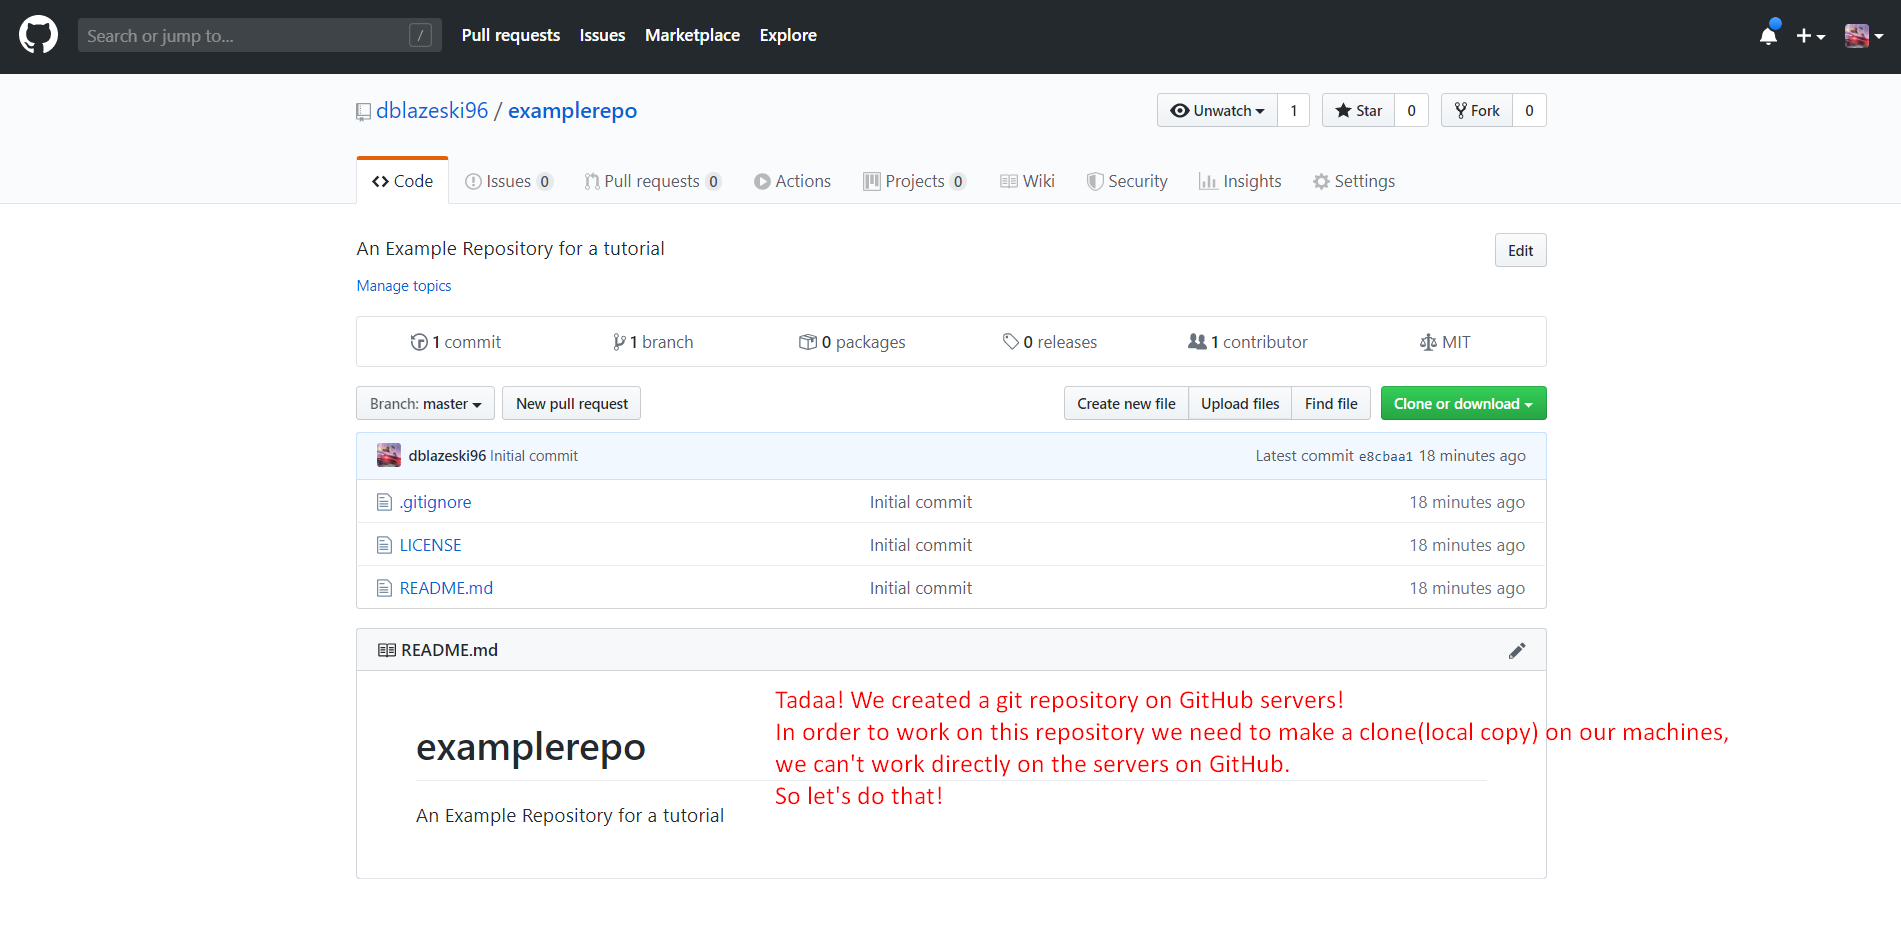 Search or jump to... /
Pull requests Issues Marketplace Explore
dblazeski96 / examplerepo
Unwatch 1 Star 0 Fork 0
Code Issues 0 Pull requests 0 Actions Projects 0 Wiki Security Insights Settings
An Example Repository for a tutorial
Edit
Manage topics
1 commit 1 branch 0 packages 0 releases 1 contributor MIT
Branch: master New pull request Create new file Upload files Find file Clone or download
dblazeski96 Initial commit Latest commit e8cbaa1 18 minutes ago
.gitignore Initial commit 18 minutes ago
LICENSE Initial commit 18 minutes ago
README.md Initial commit 18 minutes ago
README.md
examplerepo
An Example Repository for a tutorial
Tadaa! We created a git repository on GitHub servers!
In order to work on this repository we need to make a clone(local copy) on our machines,
we can't work directly on the servers on GitHub.
So let's do that!